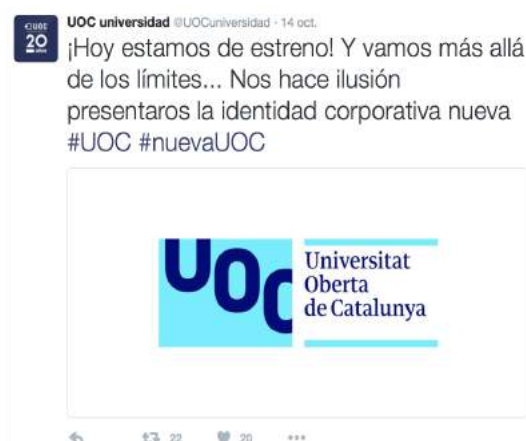 UOC universidad @UOCuniversidad · 14 oct.
¡Hoy estamos de estreno! Y vamos más allá
de los límites... Nos hace ilusión
presentaros la identidad corporativa nueva
#UOC #nuevaUOC
UOC
20
UOC
Universitat
Oberta
de Catalunya
22
20